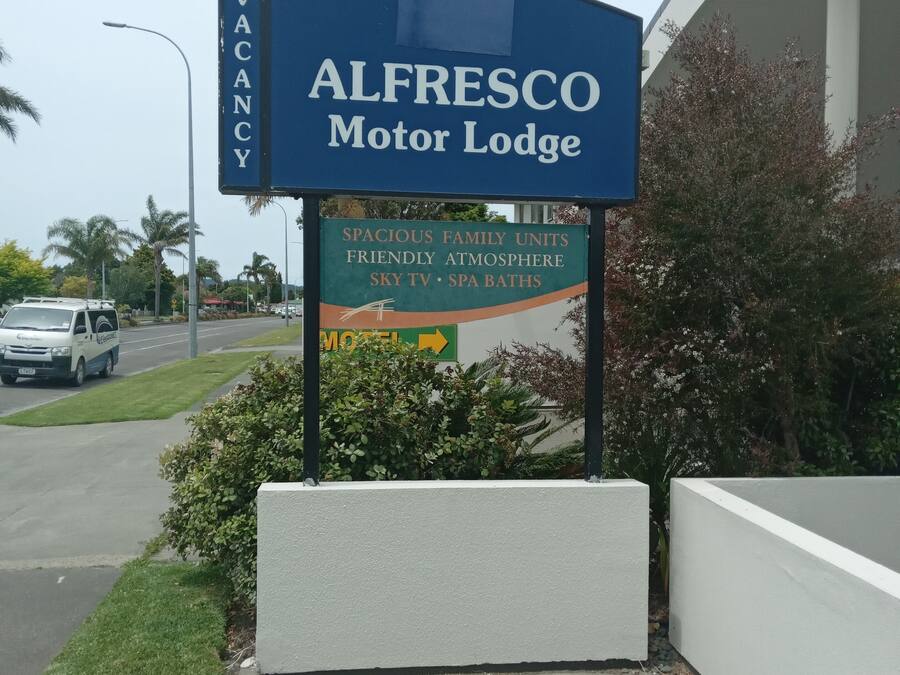 VACANCY
ALFRESCO
Motor Lodge
SPACIOUS FAMILY UNITS
FRIENDLY ATMOSPHERE
SKY TV · SPA BATHS
MOTEL